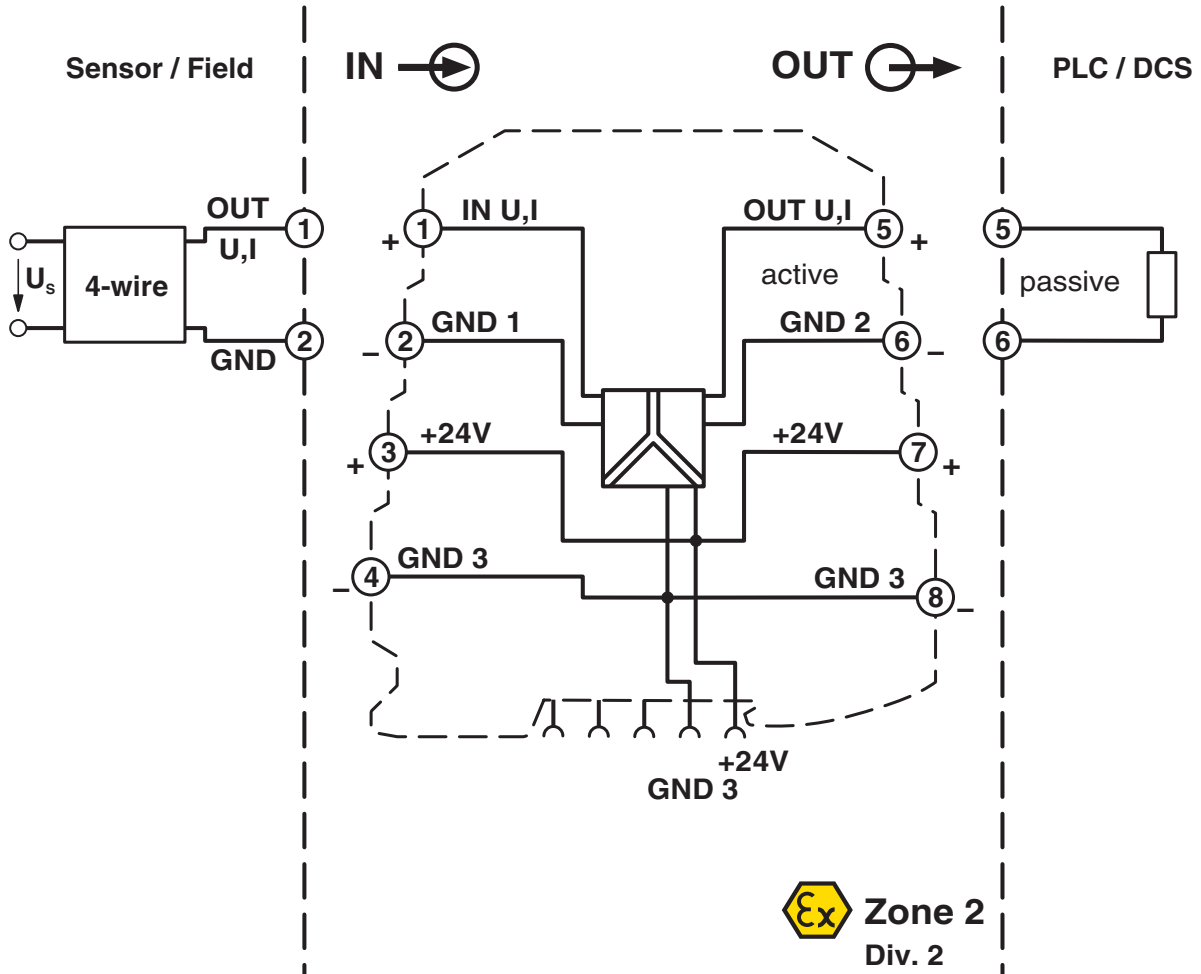 Sensor / Field
IN
OUT
PLC / DCS
OUT
U,I
1
GND
2
Us
4-wire
1
+
IN U,I
OUT U,I
5
+
active
2
–
GND 1
GND 2
6
–
3
+
+24V
+24V
7
+
4
–
GND 3
GND 3
8
–
5
passive
6
+24V
GND 3
Ex
Zone 2
Div. 2